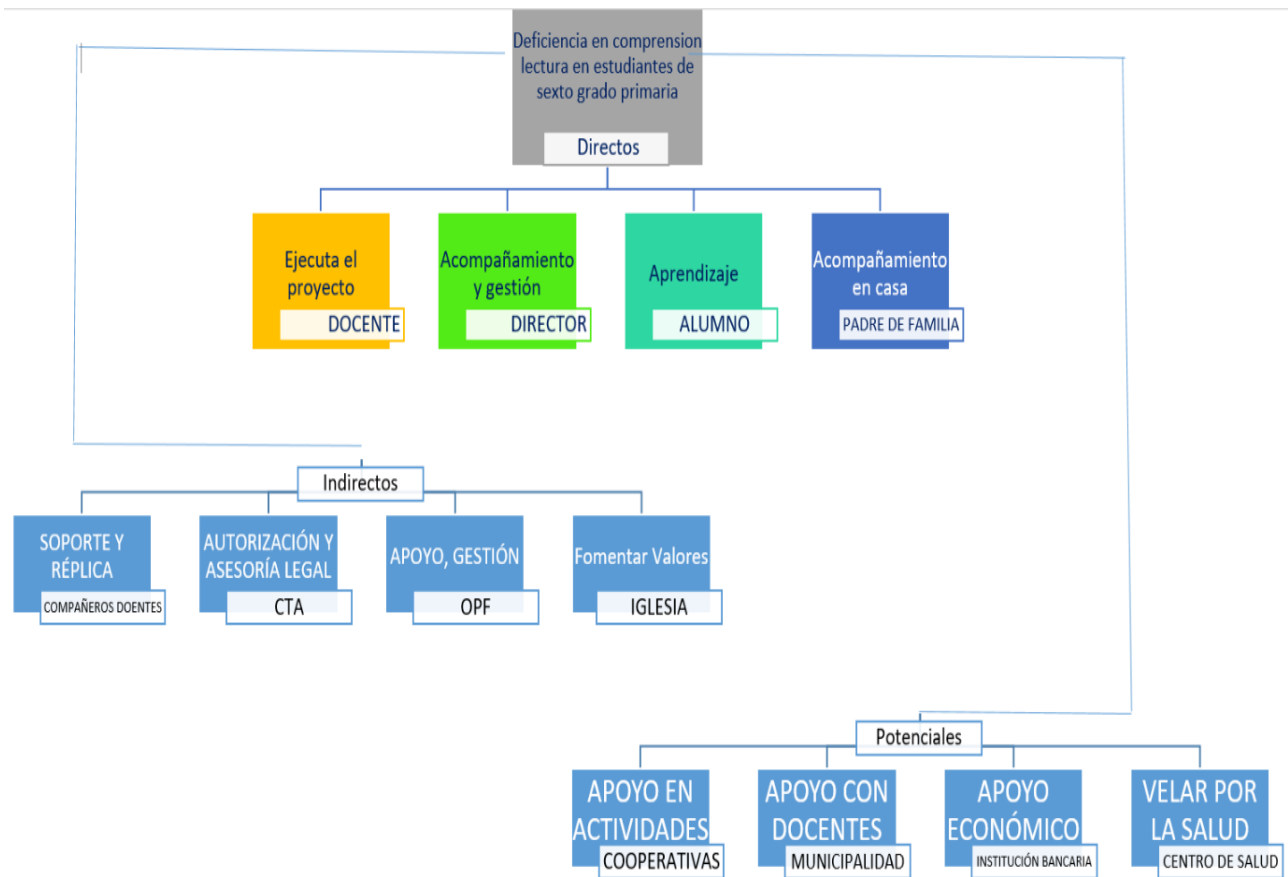 Deficiencia en comprension
lectura en estudiantes de
sexto grado primaria
Directos
Ejecuta el
proyecto
DOCENTE
Acompañamiento
y gestión
DIRECTOR
Aprendizaje
ALUMNO
Acompañamiento
en casa
PADRE DE FAMILIA
Indirectos
SOPORTE Y
RÉPLICA
COMPAÑEROS DOENTES
AUTORIZACIÓN Y
ASESORÍA LEGAL
CTA
APOYO, GESTIÓN
OPF
Fomentar Valores
IGLESIA
Potenciales
APOYO EN
ACTIVIDADES
COOPERATIVAS
APOYO CON
DOCENTES
MUNICIPALIDAD
APOYO
ECONÓMICO
INSTITUCIÓN BANCARIA
VELAR POR
LA SALUD
CENTRO DE SALUD